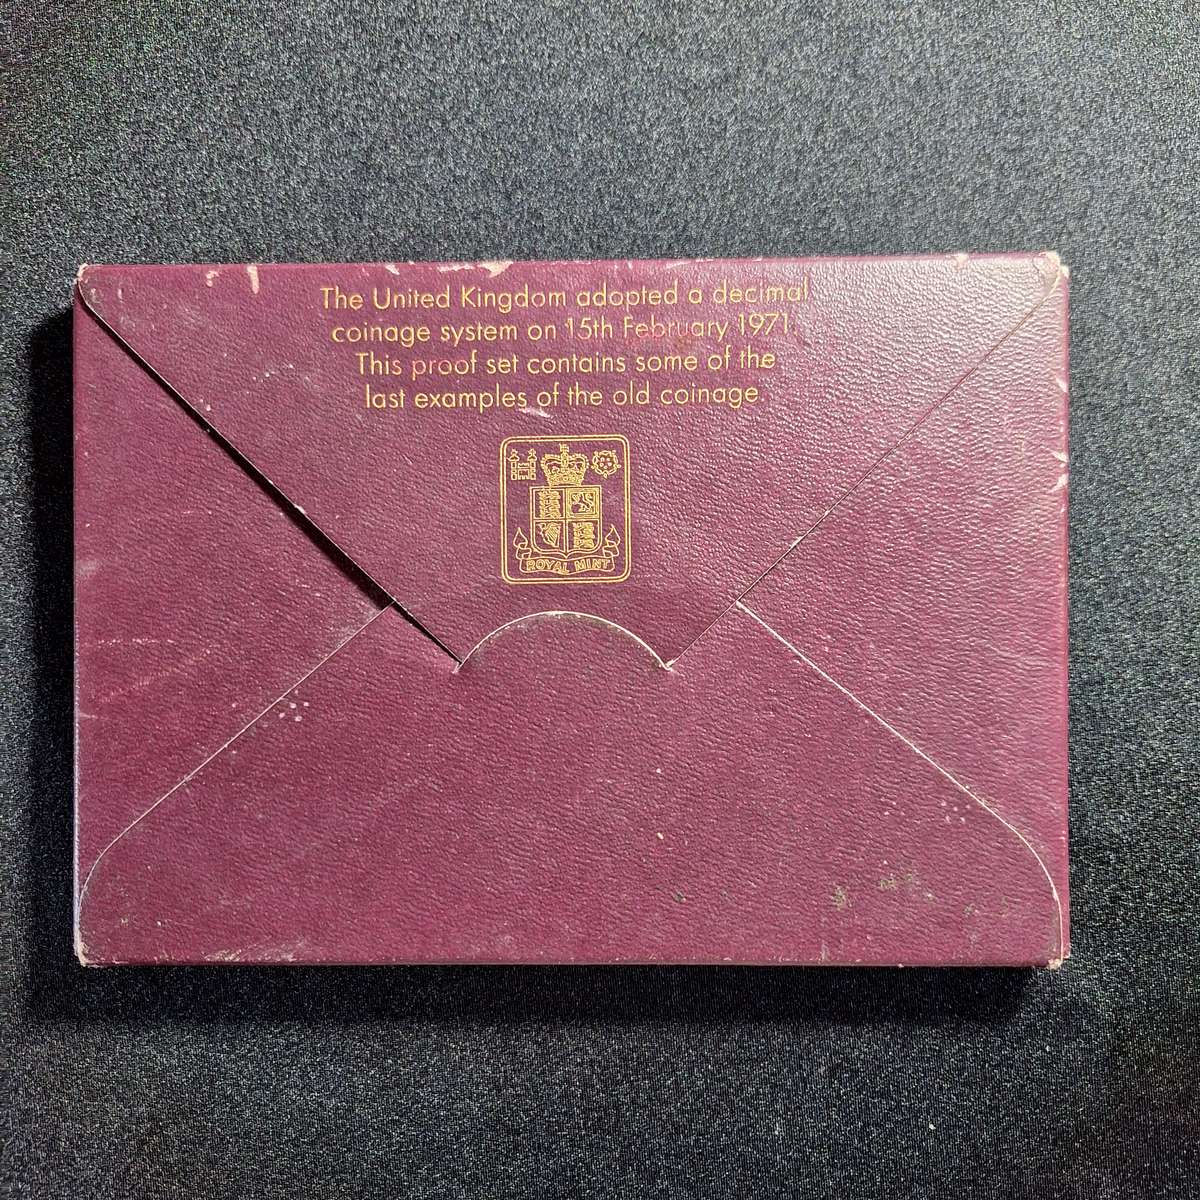 The United Kingdom adopted a decimal
coinage system on 15th February 1971.
This proof set contains some of the
last examples of the old coinage.
ROYAL MINT